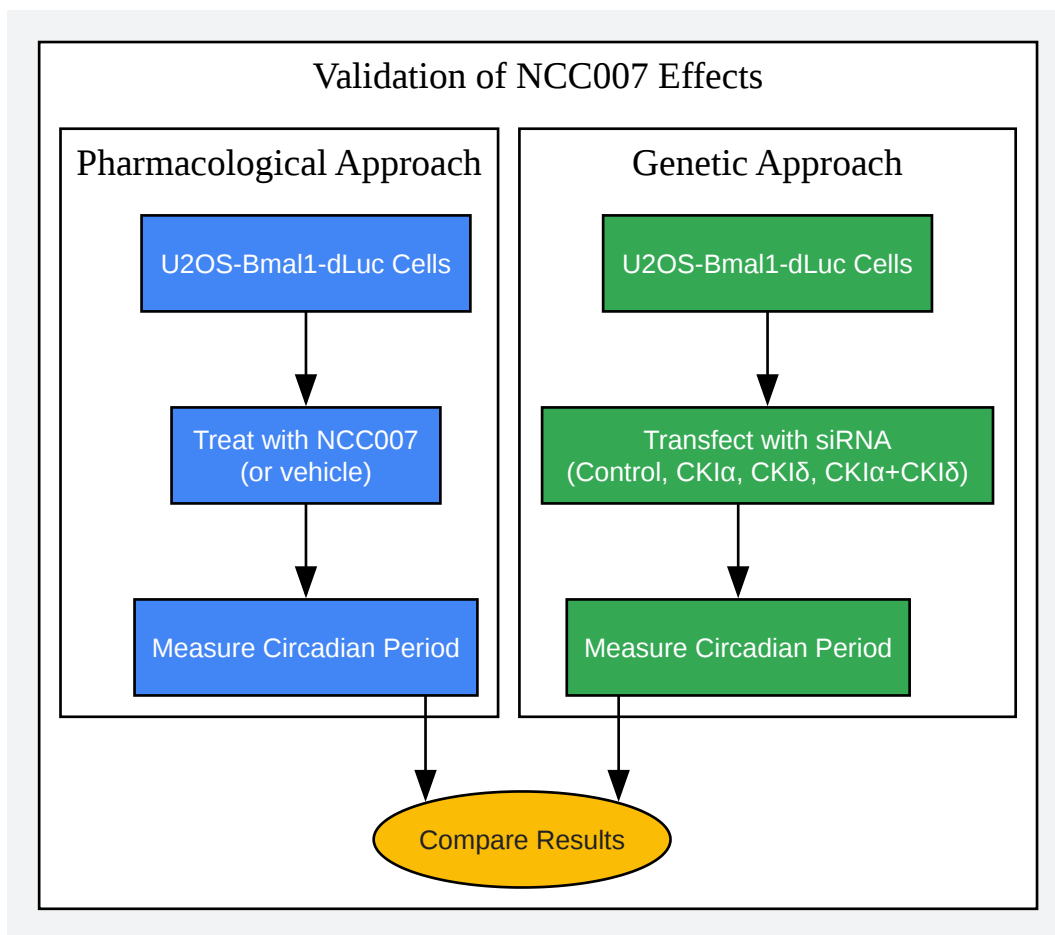 Validation of NCC007 Effects
Pharmacological Approach
U2OS-Bmal1-dLuc Cells
Treat with NCC007
(or vehicle)
Measure Circadian Period
Genetic Approach
U2OS-Bmal1-dLuc Cells
Transfect with siRNA
(Control, CKIα, CKIδ, CKIα+CKIδ)
Measure Circadian Period
Compare Results